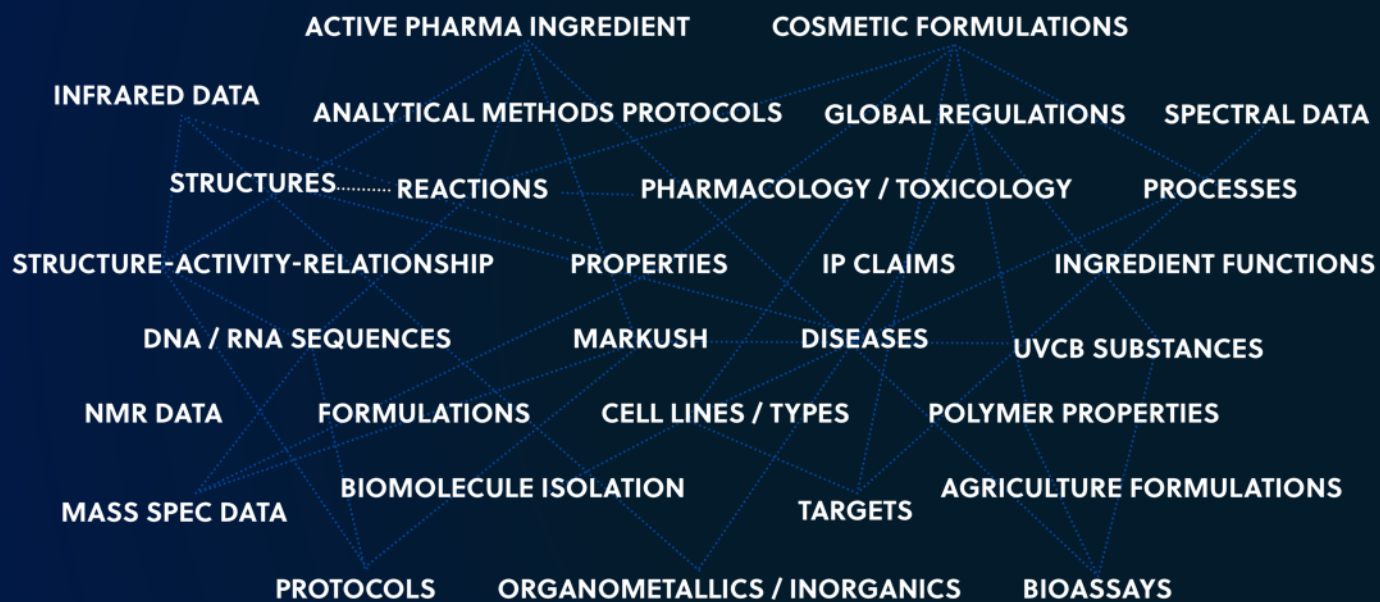 ACTIVE PHARMA INGREDIENT
COSMETIC FORMULATIONS
INFRARED DATA
ANALYTICAL METHODS PROTOCOLS
GLOBAL REGULATIONS
SPECTRAL DATA
STRUCTURES
REACTIONS
PHARMACOLOGY / TOXICOLOGY
PROCESSES
STRUCTURE-ACTIVITY-RELATIONSHIP
PROPERTIES
IP CLAIMS
INGREDIENT FUNCTIONS
DNA / RNA SEQUENCES
MARKUSH
DISEASES
UVCB SUBSTANCES
NMR DATA
FORMULATIONS
CELL LINES / TYPES
POLYMER PROPERTIES
MASS SPEC DATA
BIOMOLECULE ISOLATION
TARGETS
AGRICULTURE FORMULATIONS
PROTOCOLS
ORGANOMETALLICS / INORGANICS
BIOASSAYS